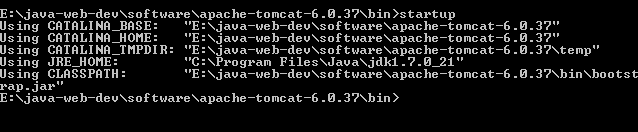 E:\java-web-dev\software\apache-tomcat-6.0.37\bin>startup
Using CATALINA_BASE:   "E:\java-web-dev\software\apache-tomcat-6.0.37"
Using CATALINA_HOME:   "E:\java-web-dev\software\apache-tomcat-6.0.37"
Using CATALINA_TMPDIR: "E:\java-web-dev\software\apache-tomcat-6.0.37\temp"
Using JRE_HOME:        "C:\Program Files\Java\jdk1.7.0_21"
Using CLASSPATH:       "E:\java-web-dev\software\apache-tomcat-6.0.37\bin\bootst
rap.jar"
E:\java-web-dev\software\apache-tomcat-6.0.37\bin>